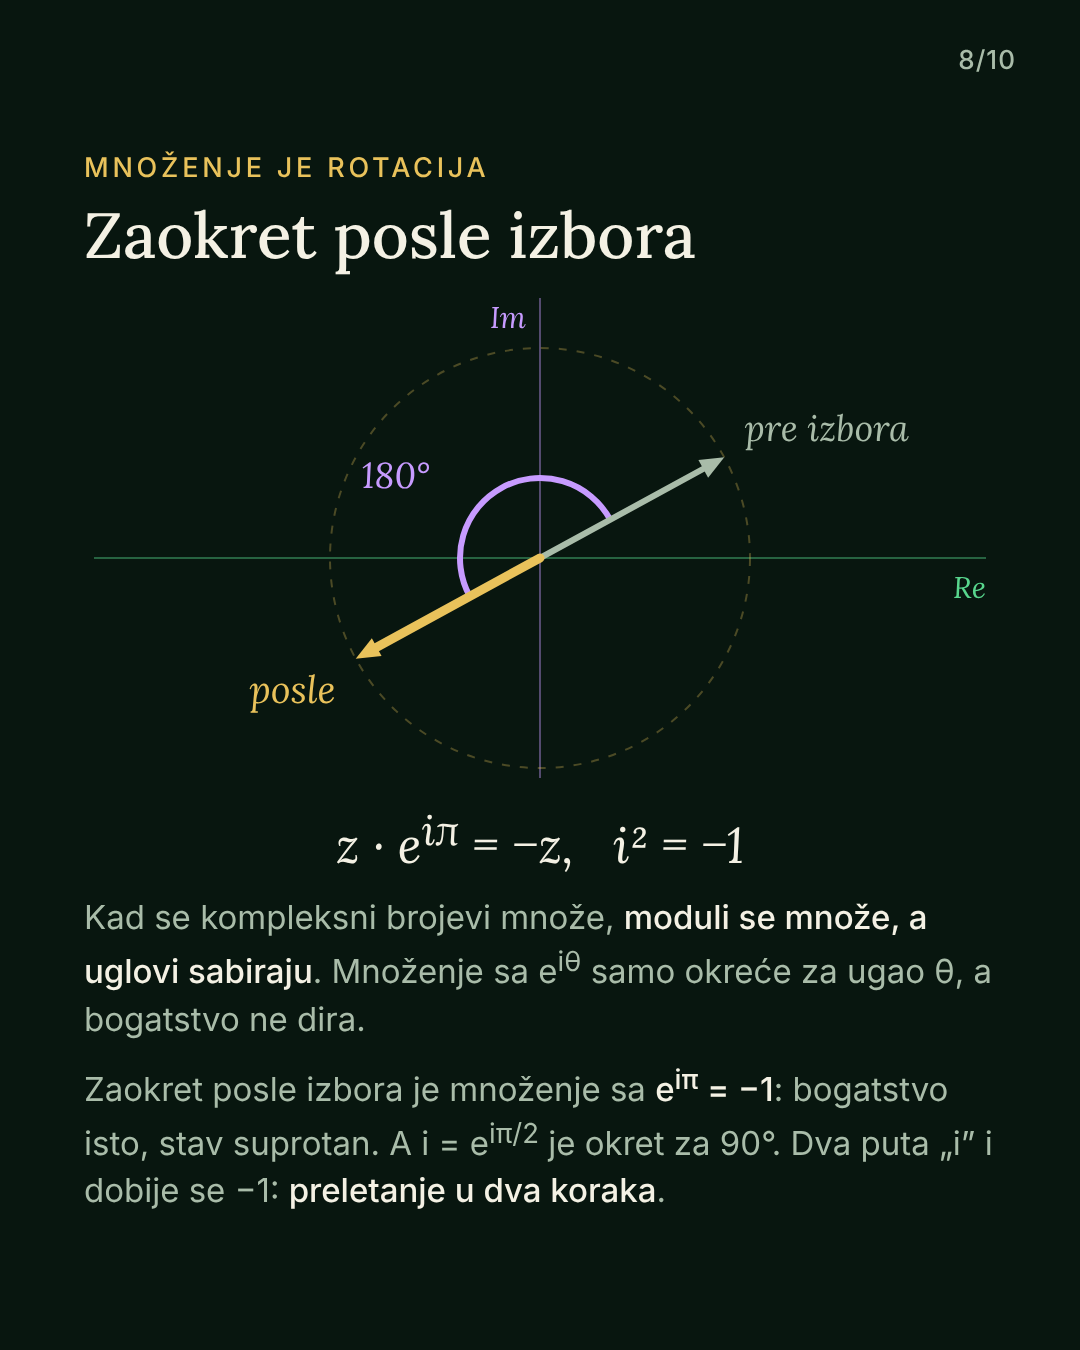 8/10
MNOŽENJE JE ROTACIJA
Zaokret posle izbora
Im
pre izbora
180°
Re
posle
z · e^{iπ} = −z, i² = −1
Kad se kompleksni brojevi množe, moduli se množe, a
uglovi sabiraju. Množenje sa e^{iθ} samo okreće za ugao θ, a
bogatstvo ne dira.
Zaokret posle izbora je množenje sa e^{iπ} = −1: bogatstvo
isto, stav suprotan. A i = e^{iπ/2} je okret za 90°. Dva puta „i” i
dobije se −1: preletanje u dva koraka.